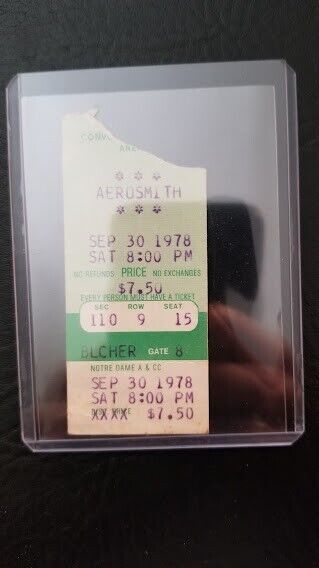 AEROSMITH
SEP 30 1978
SAT 8:00 PM
NO REFUNDS PRICE NO EXCHANGES
$7.50
EVERY PERSON MUST HAVE A TICKET
SEC ROW SEAT
110 9 15
BLCHER GATE 8
NOTRE DAME A & CC
SEP 30 1978
SAT 8:00 PM
XXXX $7.50